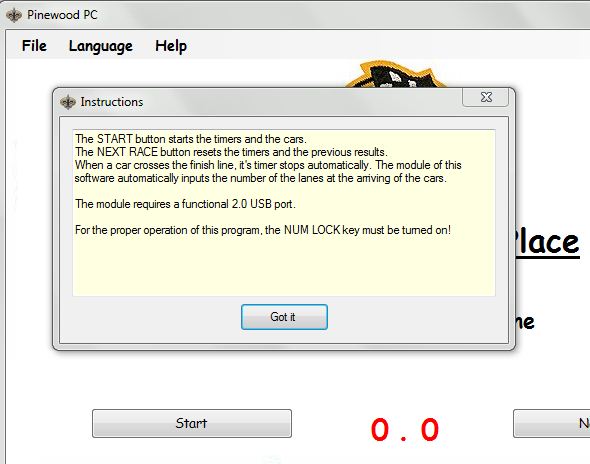 Pinewood PC
File Language Help
Instructions
The START button starts the timers and the cars.
The NEXT RACE button resets the timers and the previous results.
When a car crosses the finish line, it's timer stops automatically. The module of this
software automatically inputs the number of the lanes at the arriving of the cars.
The module requires a functional 2.0 USB port.
For the proper operation of this program, the NUM LOCK key must be turned on!
Place
Got it
Start
0 . 0